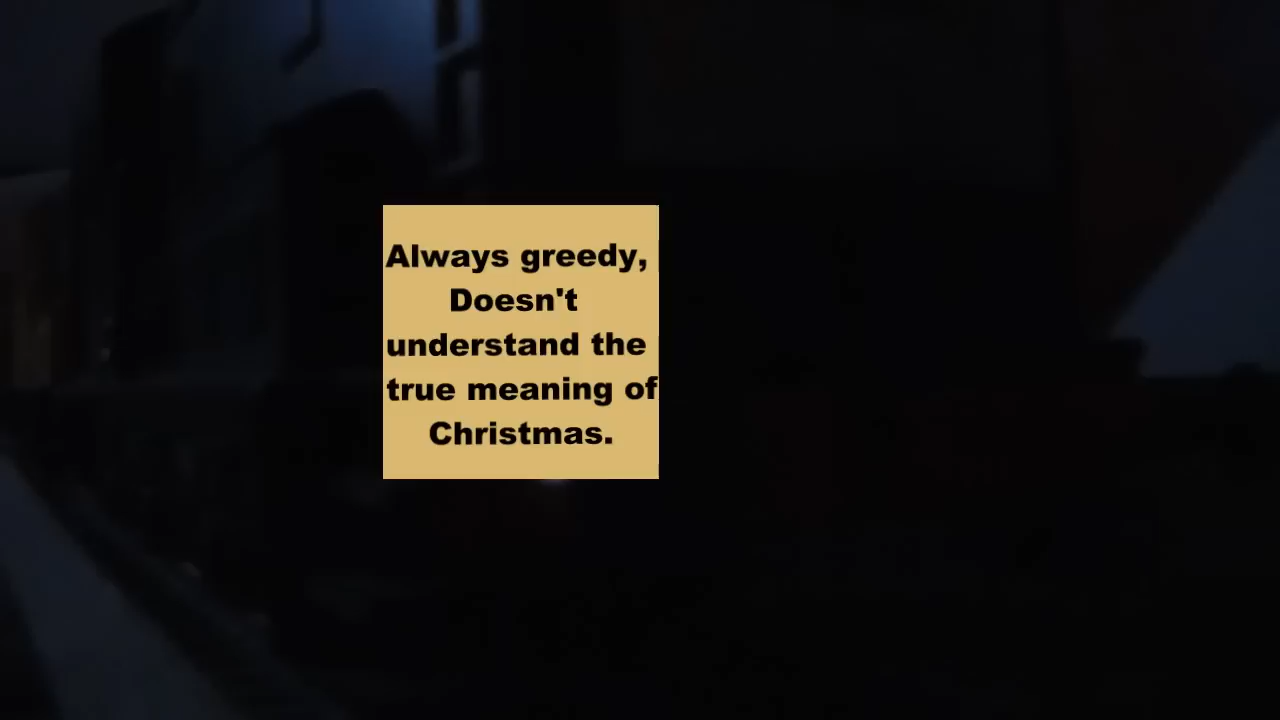 Always greedy,
Doesn't
understand the
true meaning of
Christmas.